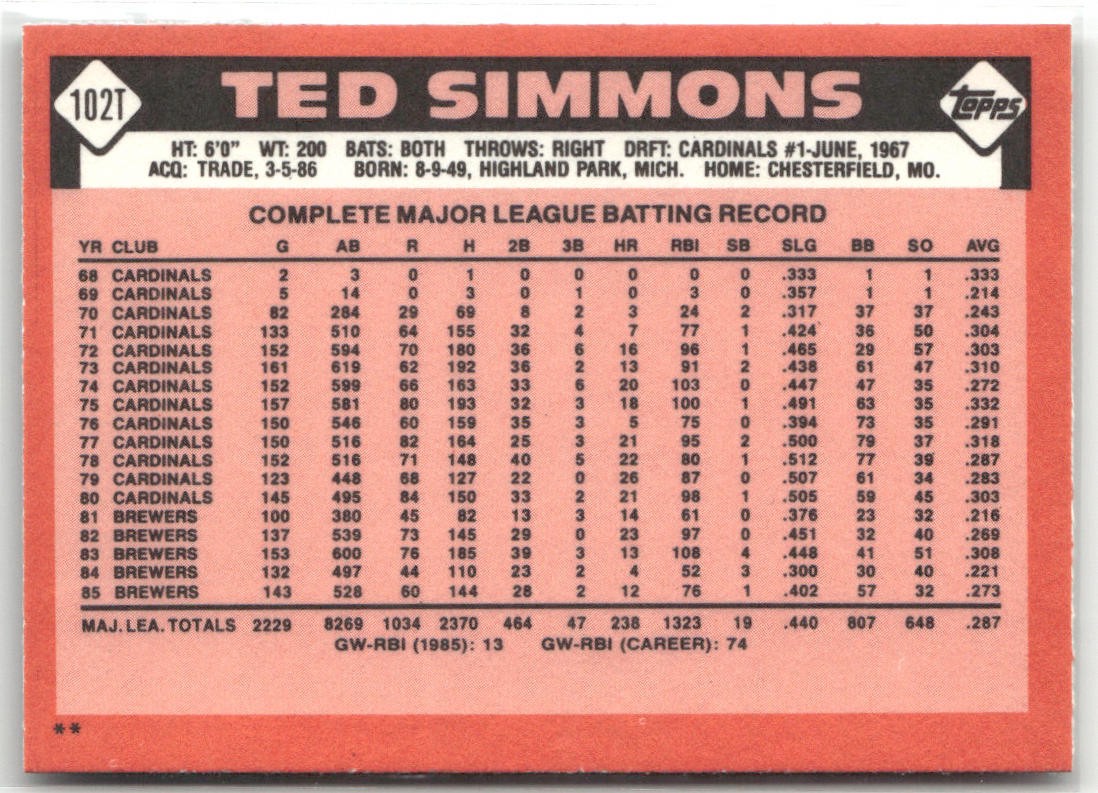 102T TED SIMMONS topps
HT: 6'0" WT: 200 BATS: BOTH THROWS: RIGHT DRFT: CARDINALS #1-JUNE, 1967
ACQ: TRADE, 3-5-86 BORN: 8-9-49, HIGHLAND PARK, MICH. HOME: CHESTERFIELD, MO.
COMPLETE MAJOR LEAGUE BATTING RECORD
YR CLUB G AB R H 2B 3B HR RBI SB SLG BB SO AVG
68 CARDINALS 2 3 0 1 0 0 0 0 0 .333 1 1 .333
69 CARDINALS 5 14 0 3 0 1 0 3 0 .357 1 1 .214
70 CARDINALS 82 284 29 69 8 2 3 24 2 .317 37 37 .243
71 CARDINALS 133 510 64 155 32 4 7 77 1 .424 36 50 .304
72 CARDINALS 152 594 70 180 36 6 16 96 1 .465 29 57 .303
73 CARDINALS 161 619 62 192 36 2 13 91 2 .438 61 47 .310
74 CARDINALS 152 599 66 163 33 6 20 103 0 .447 47 35 .272
75 CARDINALS 157 581 80 193 32 3 18 100 1 .491 63 35 .332
76 CARDINALS 150 546 60 159 35 3 5 75 0 .394 73 35 .291
77 CARDINALS 150 516 82 164 25 3 21 95 2 .500 79 37 .318
78 CARDINALS 152 516 71 148 40 5 22 80 1 .512 77 39 .287
79 CARDINALS 123 448 68 127 22 0 26 87 0 .507 61 34 .283
80 CARDINALS 145 495 84 150 33 2 21 98 1 .505 59 45 .303
81 BREWERS 100 380 45 82 13 3 14 61 0 .376 23 32 .216
82 BREWERS 137 539 73 145 29 0 23 97 0 .451 32 40 .269
83 BREWERS 153 600 76 185 39 3 13 108 4 .448 41 51 .308
84 BREWERS 132 497 44 110 23 2 4 52 3 .300 30 40 .221
85 BREWERS 143 528 60 144 28 2 12 76 1 .402 57 32 .273
MAJ. LEA. TOTALS 2229 8269 1034 2370 464 47 238 1323 19 .440 807 648 .287
GW-RBI (1985): 13 GW-RBI (CAREER): 74
**